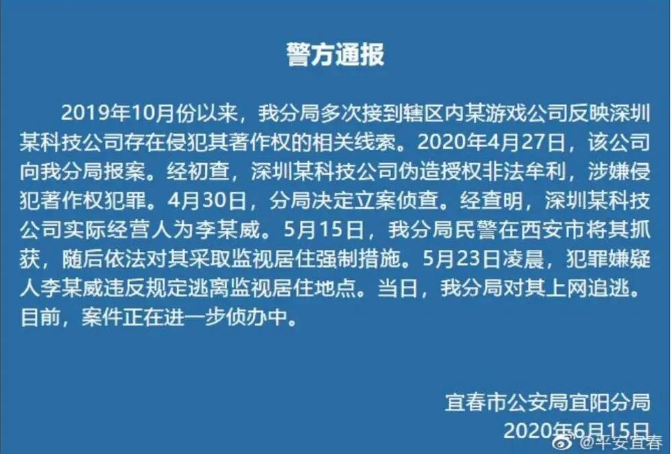 警方通报
2019年10月份以来，我分局多次接到辖区内某游戏公司反映深圳
某科技公司存在侵犯其著作权的相关线索。2020年4月27日，该公司
向我分局报案。经初查，深圳某科技公司伪造授权非法牟利，涉嫌侵
犯著作权犯罪。4月30日，分局决定立案侦查。经查明，深圳某科技
公司实际经营人为李某威。5月15日，我分局民警在西安市将其抓
获，随后依法对其采取监视居住强制措施。5月23日凌晨，犯罪嫌疑
人李某威违反规定逃离监视居住地点。当日，我分局对其上网追逃。
目前，案件正在进一步侦办中。
宜春市公安局宜阳分局
2020年6月15日
@平安宜春